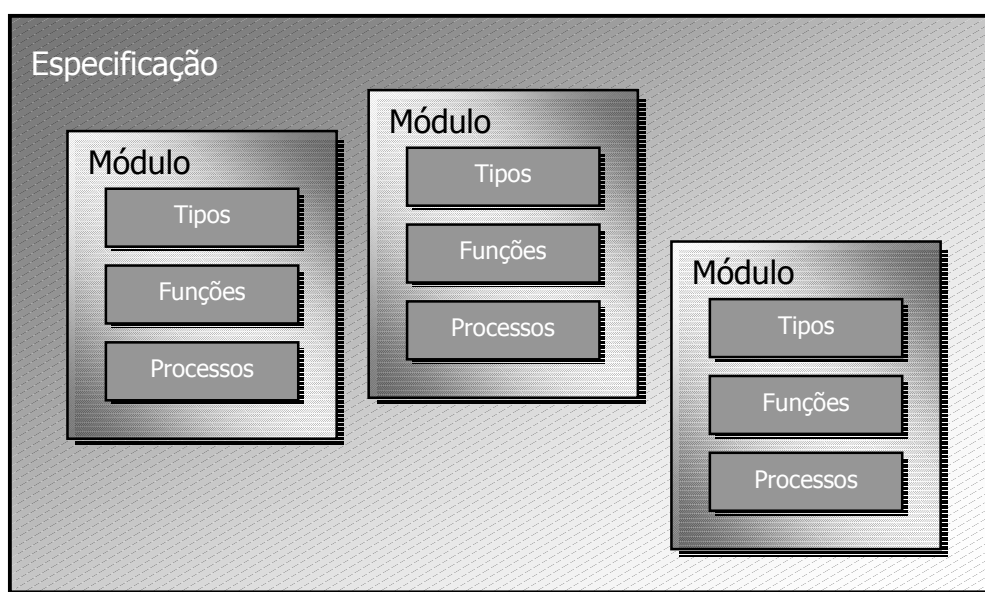 Especificação
Módulo
Tipos
Funções
Processos
Módulo
Tipos
Funções
Processos
Módulo
Tipos
Funções
Processos